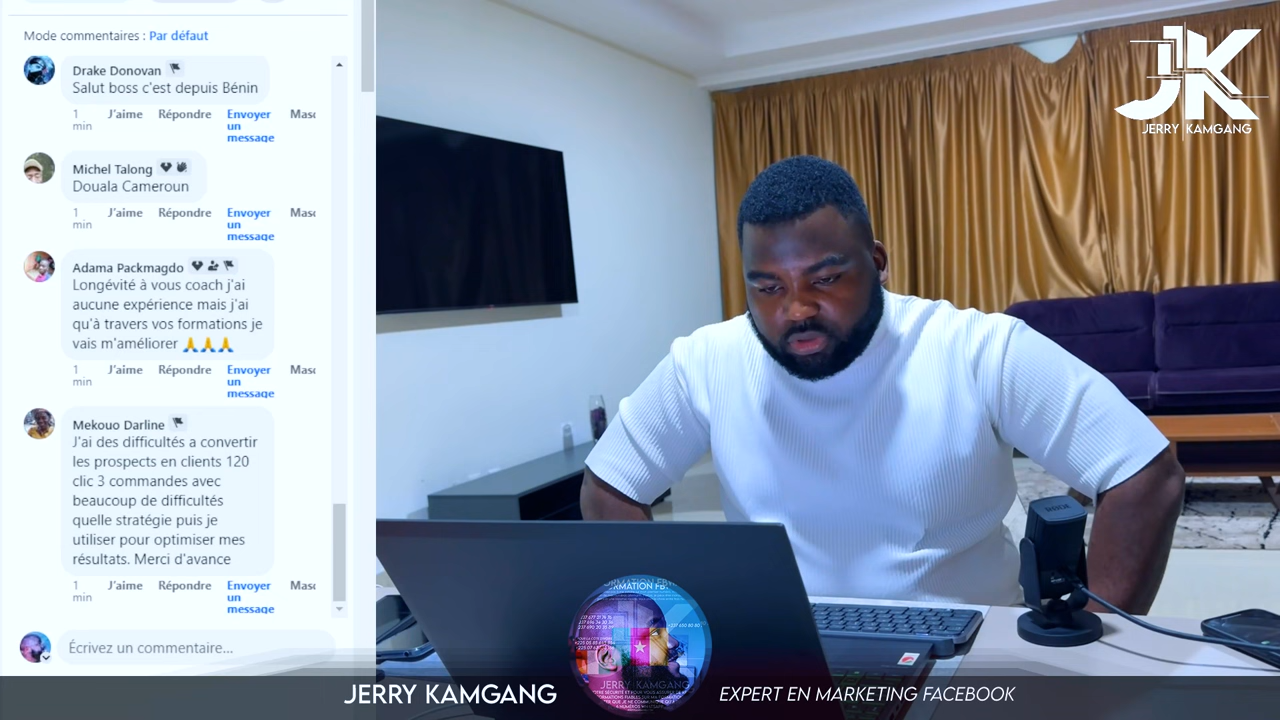 Mode commentaires : Par défaut
Drake Donovan
Salut boss c'est depuis Bénin
1 min J'aime Répondre Envoyer un message
Michel Talong
Douala Cameroun
1 min J'aime Répondre Envoyer un message
Adama Packmagdo
Longévité à vous coach j'ai
aucune expérience mais j'ai
qu'à travers vos formations je
vais m'améliorer 🙏🙏🙏
1 min J'aime Répondre Envoyer un message
Mekouo Darline
J'ai des difficultés a convertir
les prospects en clients 120
clic 3 commandes avec
beaucoup de difficultés
quelle stratégie puis je
utiliser pour optimiser mes
résultats. Merci d'avance
1 min J'aime Répondre Envoyer un message
Écrivez un commentaire...
JK
JERRY KAMGANG
JERRY KAMGANG
JERRY KAMGANG
EXPERT EN MARKETING FACEBOOK